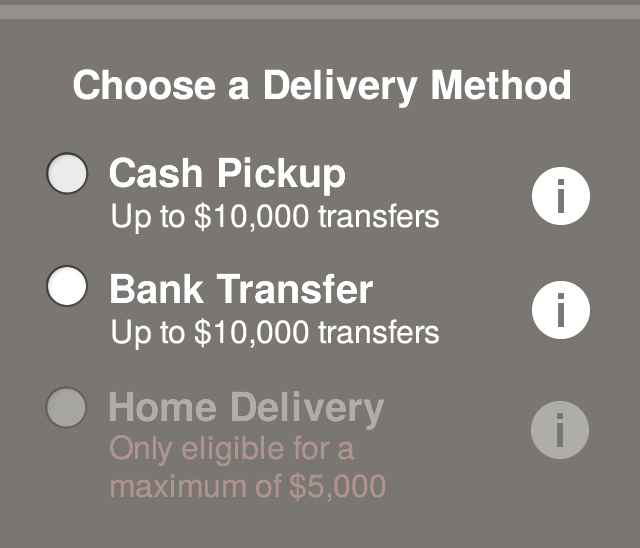 Choose a Delivery Method
Cash Pickup
Up to $10,000 transfers
i
Bank Transfer
Up to $10,000 transfers
i
Home Delivery
Only eligible for a
maximum of $5,000
i